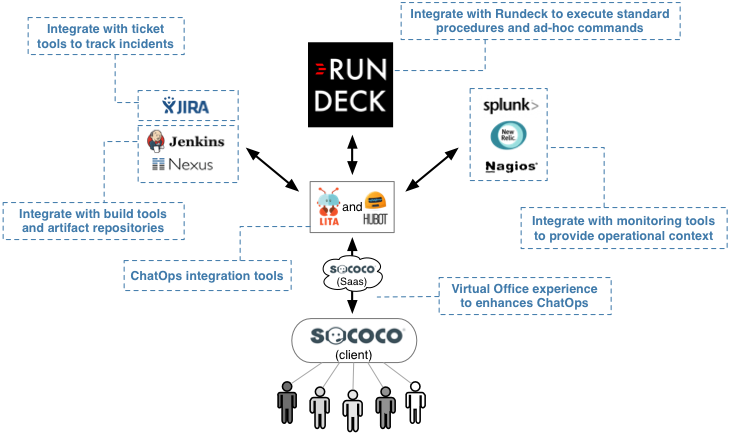 Integrate with ticket
tools to track incidents
Integrate with Rundeck to execute standard
procedures and ad-hoc commands
RUN
DECK
JIRA
Jenkins
Nexus
splunk>
New
Relic.
Nagios®
LITA
and
HUBOT
Integrate with build tools
and artifact repositories
Integrate with monitoring tools
to provide operational context
ChatOps integration tools
SOCOCO
(Saas)
Virtual Office experience
to enhances ChatOps
SOCOCO
(client)